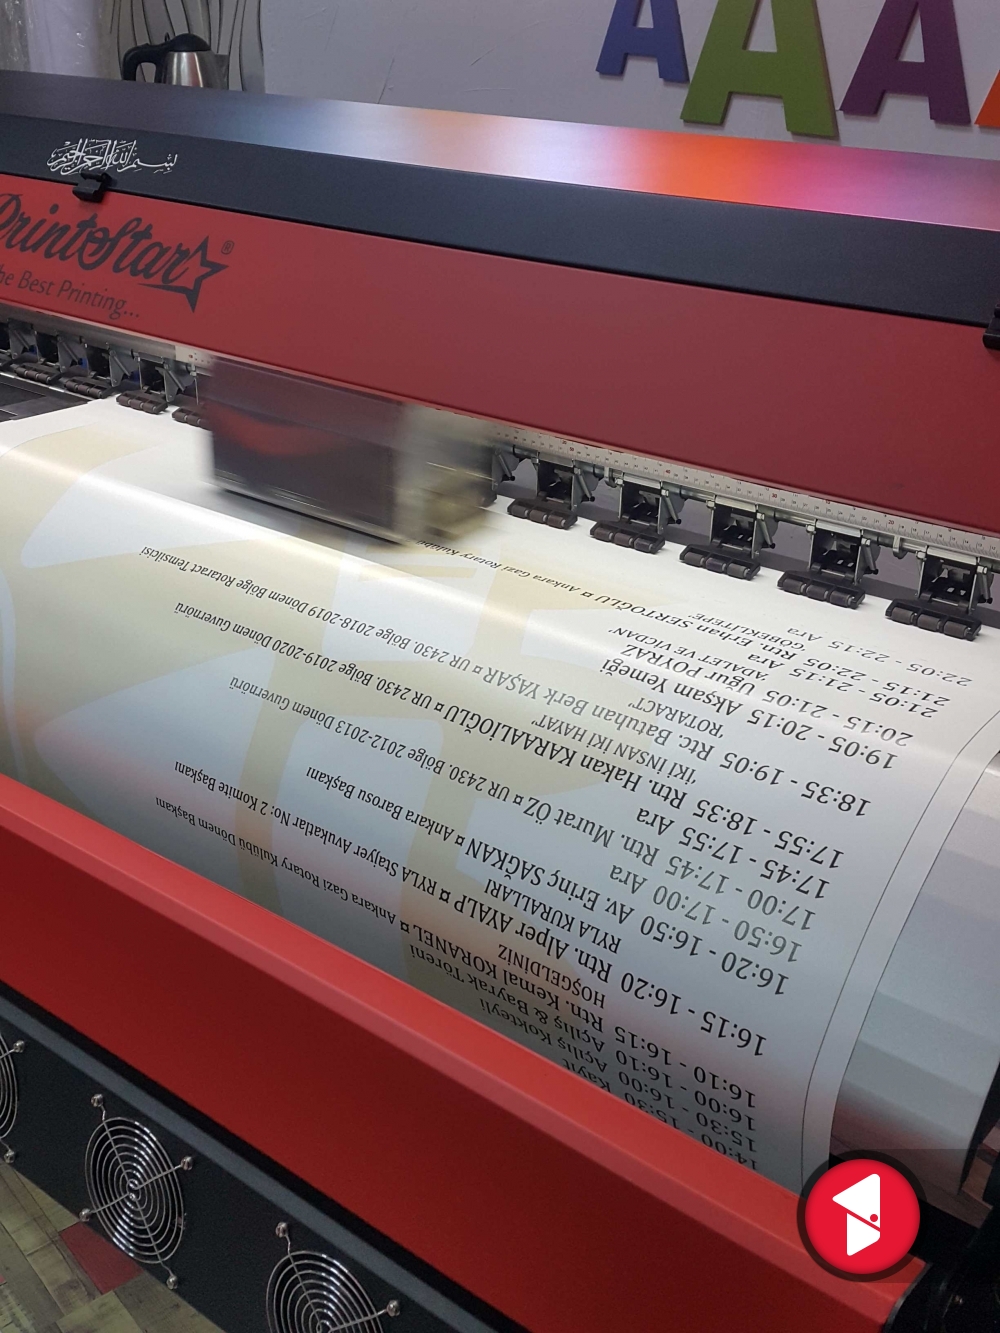 A A A
بسم الله الرحمن الرحيم
PrintoStar®
The Best Printing...
14:00 - 15:30 Kayıt
15:30 - 16:00 Açılış Kokteyli
16:00 - 16:10 Açılış & Bayrak Töreni
16:10 - 16:15 Rtn. Kemal KORANEL ¤ Ankara Gazi Rotary Kulübü Dönem Başkanı
HOŞGELDİNİZ
16:15 - 16:20 Rtn. Alper AYALP ¤ RYLA Stajyer Avukatlar No: 2 Komite Başkanı
RYLA KURALLARI
16:20 - 16:50 Av. Erinç SAĞKAN ¤ Ankara Barosu Başkanı
16:50 - 17:00 Ara
17:00 - 17:45 Rtn. Murat ÖZ ¤ UR 2430. Bölge 2012-2013 Dönem Guvernörü
17:45 - 17:55 Ara
17:55 - 18:35 Rtn. Hakan KARAALİOĞLU ¤ UR 2430. Bölge 2019-2020 Dönem Guvernörü
"İKİ İNSAN İKİ HAYAT"
18:35 - 19:05 Rtc. Batuhan Berk YAŞAR ¤ UR 2430. Bölge 2018-2019 Dönem Bölge Rotaract Temsilcisi
"ROTARACT"
19:05 - 20:15 Akşam Yemeği
20:15 - 21:05 Uğur POYRAZ
"ADALET VE VİCDAN"
21:05 - 21:15 Ara
21:15 - 22:05 Rtn. Erhan SERTOĞLU ¤ Ankara Gazi Rotary Kulübü
"GÖBEKLİTEPE"
22:05 - 22:15 Ara